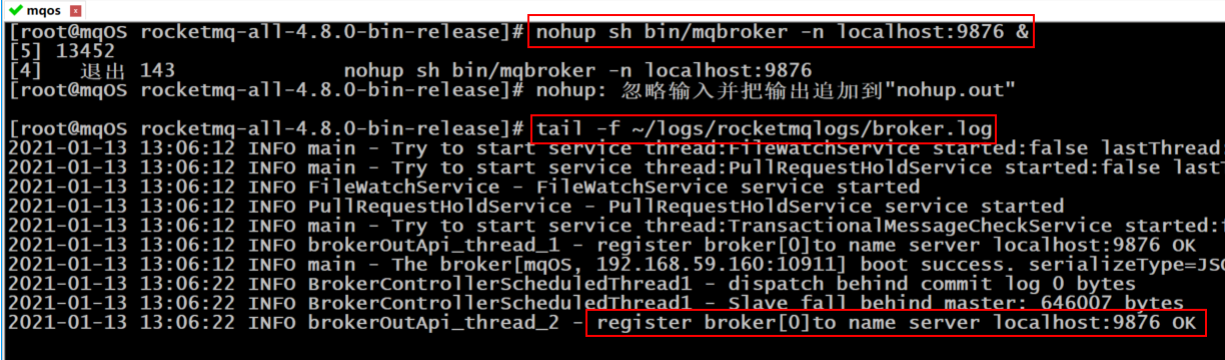 mqos
[root@mqOS rocketmq-all-4.8.0-bin-release]# nohup sh bin/mqbroker -n localhost:9876 &
[5] 13452
[4]   退出 143              nohup sh bin/mqbroker -n localhost:9876
[root@mqOS rocketmq-all-4.8.0-bin-release]# nohup: 忽略输入并把输出追加到"nohup.out"
[root@mqOS rocketmq-all-4.8.0-bin-release]# tail -f ~/logs/rocketmqlogs/broker.log
2021-01-13 13:06:12 INFO main - Try to start service thread:FileWatchService started:false lastThread:
2021-01-13 13:06:12 INFO main - Try to start service thread:PullRequestHoldService started:false last
2021-01-13 13:06:12 INFO FileWatchService - FileWatchService service started
2021-01-13 13:06:12 INFO PullRequestHoldService - PullRequestHoldService service started
2021-01-13 13:06:12 INFO main - Try to start service thread:TransactionalMessageCheckService started:
2021-01-13 13:06:12 INFO brokerOutApi_thread_1 - register broker[0]to name server localhost:9876 OK
2021-01-13 13:06:12 INFO main - The broker[mqOS, 192.168.59.160:10911] boot success. serializeType=JSO
2021-01-13 13:06:22 INFO BrokerControllerScheduledThread1 - dispatch behind commit log 0 bytes
2021-01-13 13:06:22 INFO BrokerControllerScheduledThread1 - Slave fall behind master: 646007 bytes
2021-01-13 13:06:22 INFO brokerOutApi_thread_2 - register broker[0]to name server localhost:9876 OK